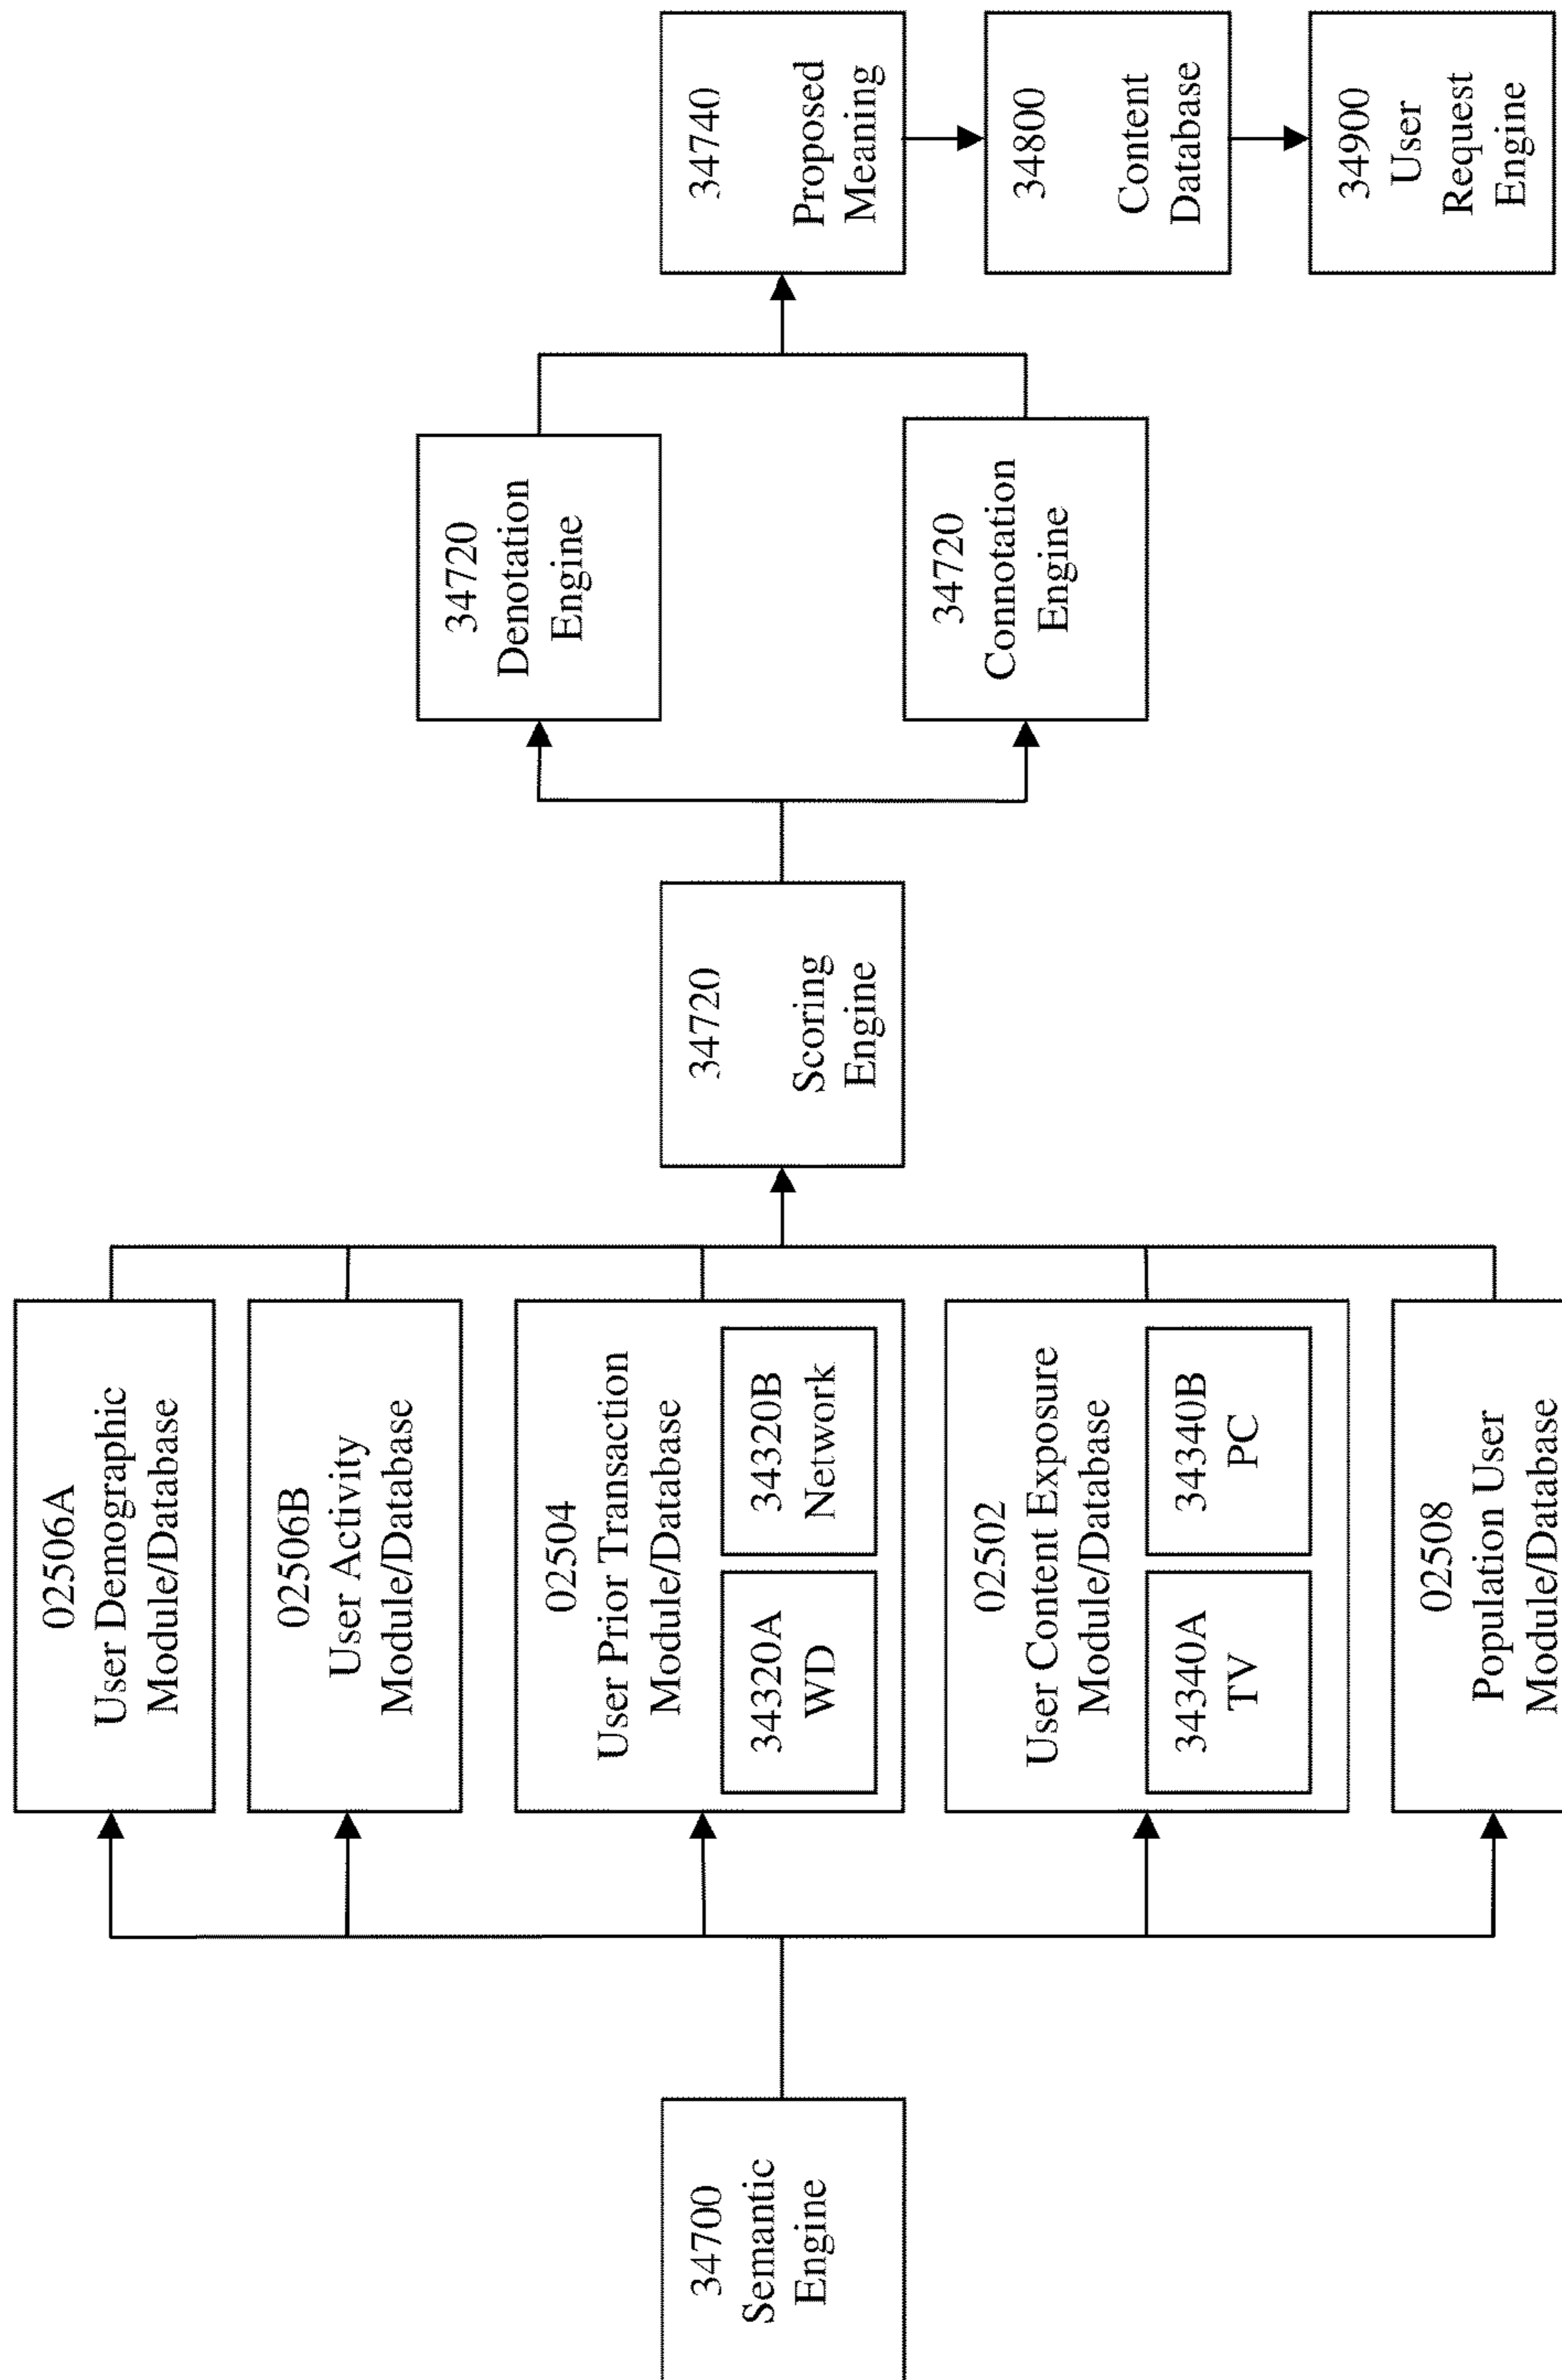 34700
Semantic
Engine
02506A
User Demographic
Module/Database
02506B
User Activity
Module/Database
02504
User Prior Transaction
Module/Database
34320A
WD
34320B
Network
02502
User Content Exposure
Module/Database
34340A
TV
34340B
PC
02508
Population User
Module/Database
34720
Scoring
Engine
34720
Denotation
Engine
34720
Connotation
Engine
34740
Proposed
Meaning
34800
Content
Database
34900
User
Request
Engine